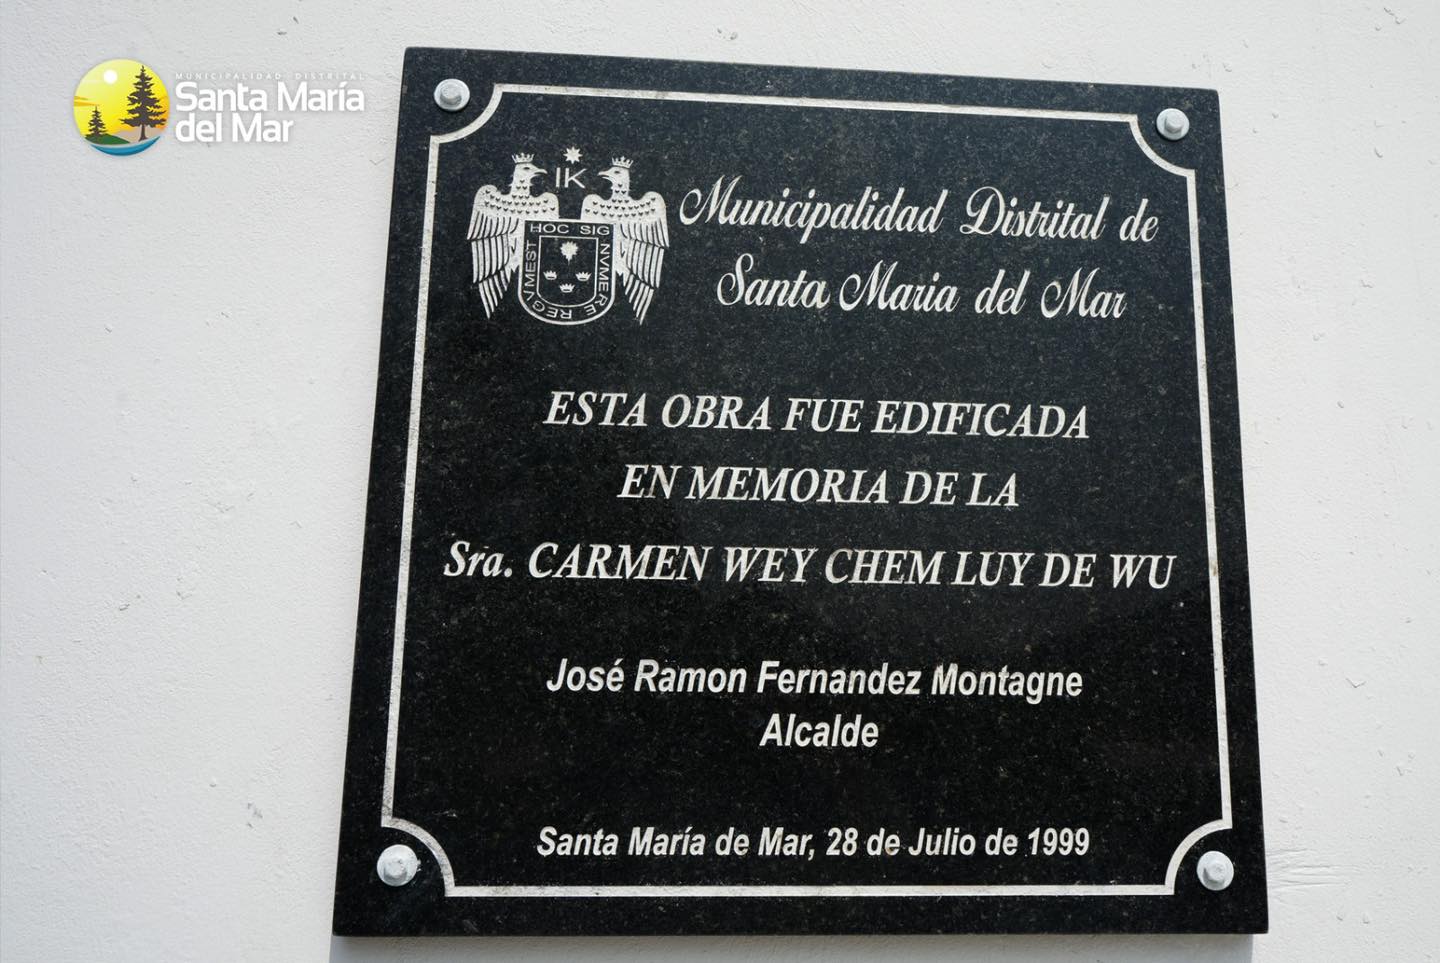 MUNICIPALIDAD DISTRITAL
Santa María
del Mar
IK
HOC SIG
NVMERE
REG
VMEST
Municipalidad Distrital de
Santa Maria del Mar
ESTA OBRA FUE EDIFICADA
EN MEMORIA DE LA
Sra. CARMEN WEY CHEM LUY DE WU
José Ramon Fernandez Montagne
Alcalde
Santa María de Mar, 28 de Julio de 1999